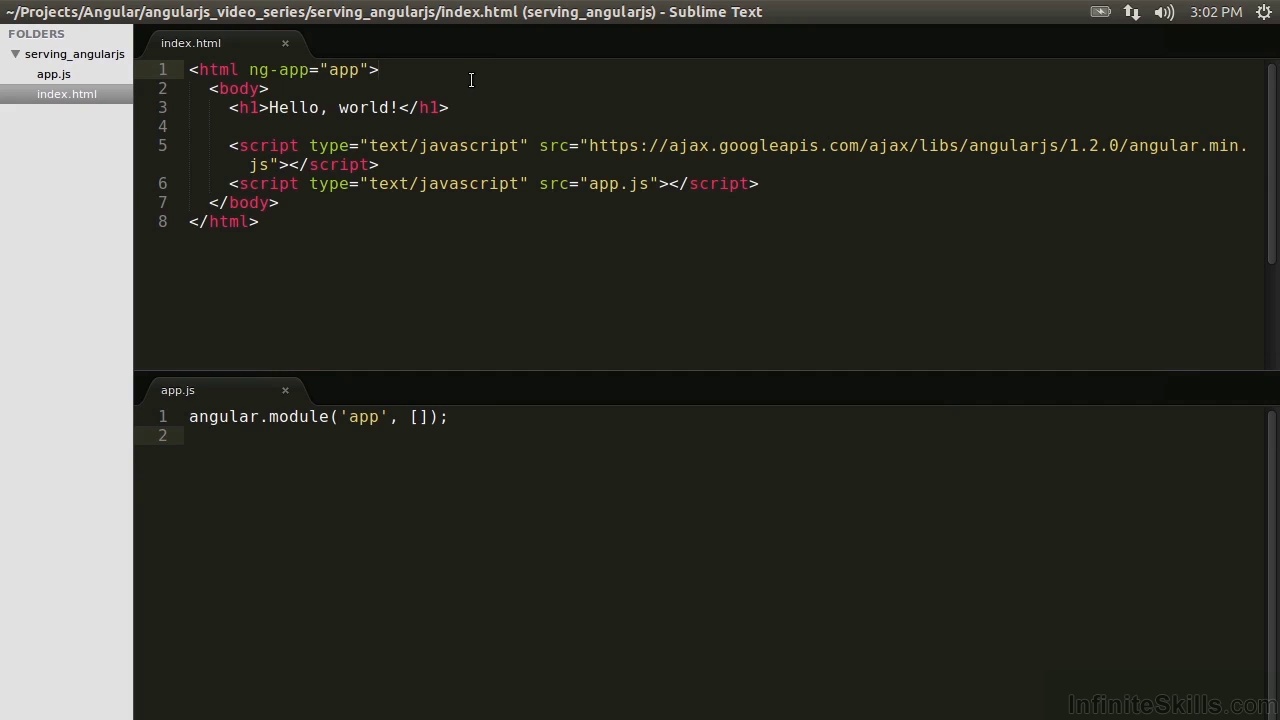 ~/Projects/Angular/angularjs_video_series/serving_angularjs/index.html (serving_angularjs) - Sublime Text
3:02 PM
FOLDERS
serving_angularjs
app.js
index.html
index.html ×
1 <html ng-app="app">
2 <body>
3 <h1>Hello, world!</h1>
4
5 <script type="text/javascript" src="https://ajax.googleapis.com/ajax/libs/angularjs/1.2.0/angular.min.
js"></script>
6 <script type="text/javascript" src="app.js"></script>
7 </body>
8 </html>
app.js ×
1 angular.module('app', []);
2
InfiniteSkills.com